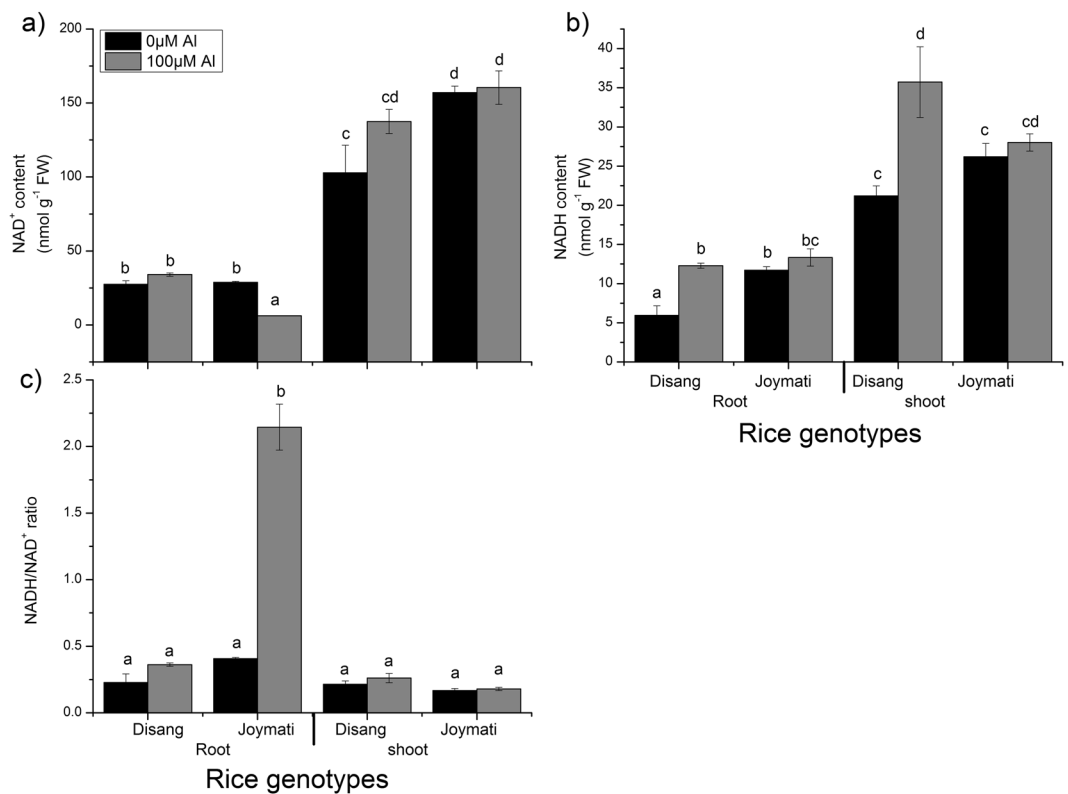 a)
200
150
100
50
0
NAD⁺ content
(nmol g⁻¹ FW)
0µM Al
100µM Al
b b b a c cd d d
b)
40
35
30
25
20
15
10
5
0
NADH content
(nmol g⁻¹ FW)
a b b bc c d c cd
Disang Joymati Disang Joymati
Root shoot
Rice genotypes
c)
2.5
2.0
1.5
1.0
0.5
0.0
NADH/NAD⁺ ratio
a a a b a a a a
Disang Joymati Disang Joymati
Root shoot
Rice genotypes